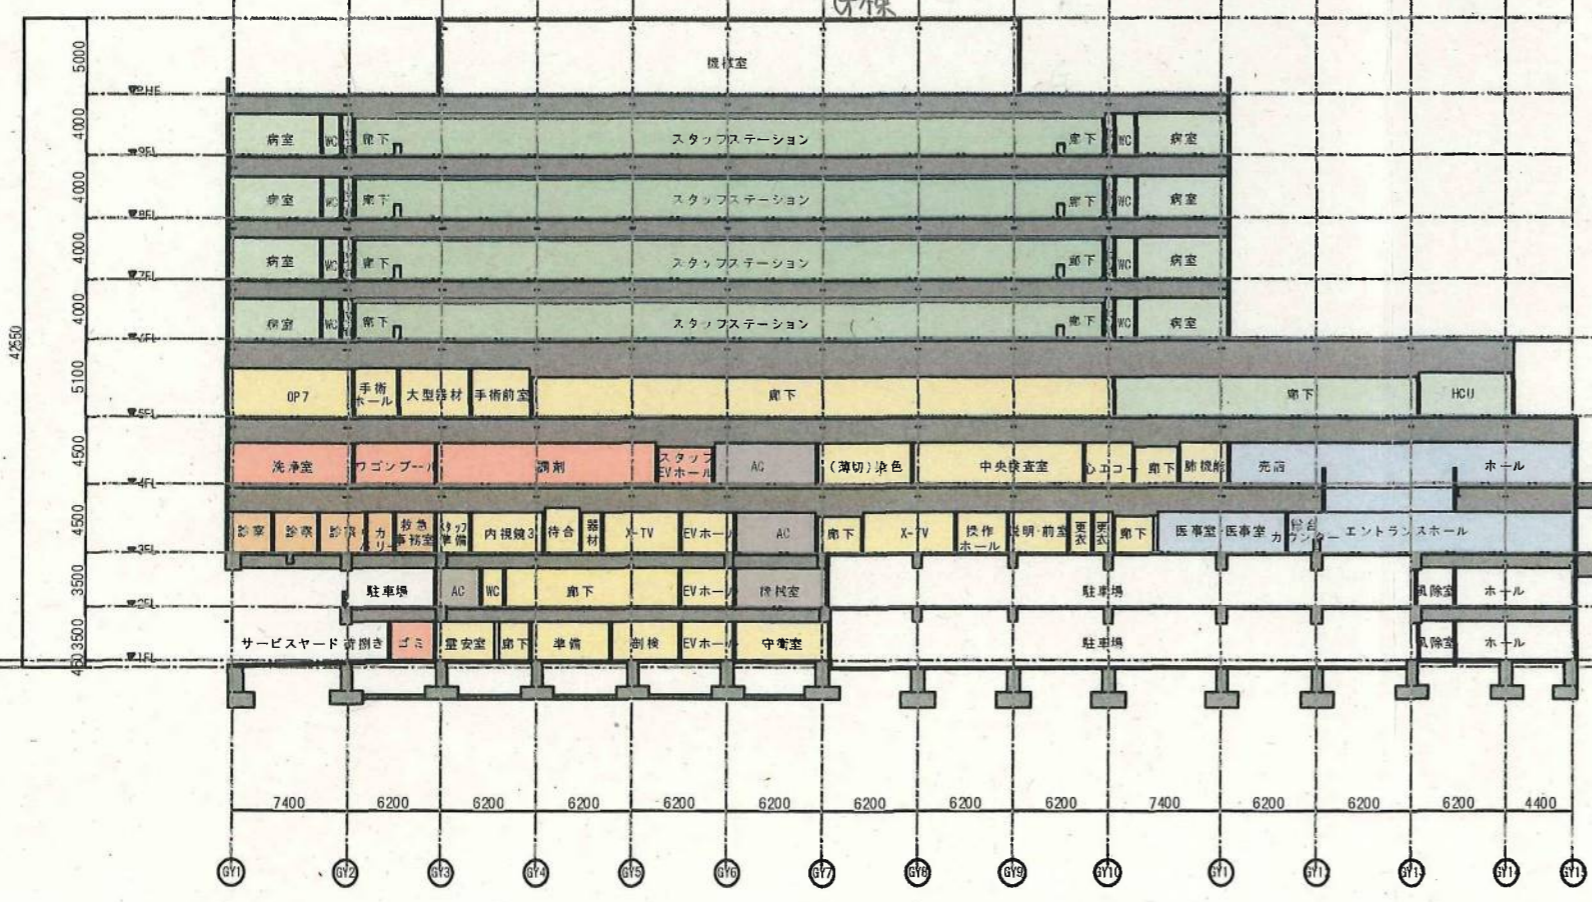 G棟
5000
機械室
▼PHF
4000
病室 WC 廊下 スタッフステーション 廊下 WC 病室
▼9FL
4000
病室 WC 廊下 スタッフステーション 廊下 WC 病室
▼8FL
4000
病室 WC 廊下 スタッフステーション 廊下 WC 病室
▼7FL
4000
病室 WC 廊下 スタッフステーション 廊下 WC 病室
▼6FL
42550
5100
OP7 手術ホール 大型器材 手術前室 廊下 廊下 HCU
▼5FL
4500
洗浄室 ワゴンプール 調剤 スタッフEVホール AC (薄切)染色 中央検査室 心エコー 廊下 肺機能 売店 ホール
▼4FL
4500
診察 診察 診察 救急事務室 スタッフ準備 内視鏡3 待合 器材 X-TV EVホール AC 廊下 X-TV 操作ホール 説明・前室 更衣 更衣 廊下 医事室 医事室 総合カウンター エントランスホール
▼3FL
3500
駐車場 AC WC 廊下 EVホール 機械室 駐車場 風除室 ホール
▼2FL
3500
サービスヤード 荷捌き ゴミ 霊安室 廊下 準備 剖検 EVホール 守衛室 駐車場 風除室 ホール
▼1FL
450
7400 6200 6200 6200 6200 6200 6200 6200 6200 7400 6200 6200 6200 4400
GY1 GY2 GY3 GY4 GY5 GY6 GY7 GY8 GY9 GY10 GY1 GY12 GY13 GY14 GY15